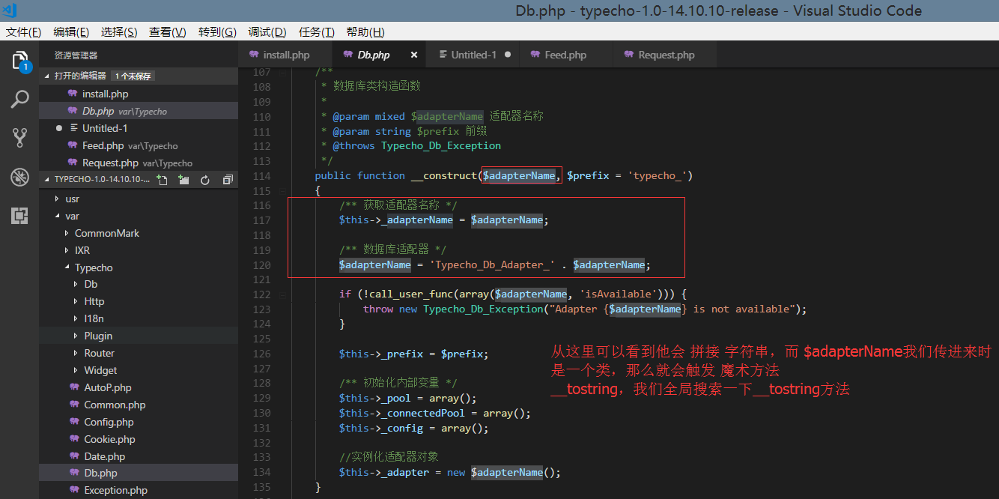 Db.php - typecho-1.0-14.10.10-release - Visual Studio Code
文件(F) 编辑(E) 选择(S) 查看(V) 转到(G) 调试(D) 任务(T) 帮助(H)
资源管理器
install.php Db.php × Untitled-1 ● Feed.php Request.php
1
打开的编辑器 1 个未保存
install.php
Db.php var\Typecho
● Untitled-1
Feed.php var\Typecho
Request.php var\Typecho
TYPECHO-1.0-14.10.10-...
usr
var
CommonMark
IXR
Typecho
Db
Http
I18n
Plugin
Router
Widget
AutoP.php
Common.php
Config.php
Cookie.php
Date.php
Db.php
Exception.php
107 /**
108 * 数据库类构造函数
109 *
110 * @param mixed $adapterName 适配器名称
111 * @param string $prefix 前缀
112 * @throws Typecho_Db_Exception
113 */
114 public function __construct($adapterName, $prefix = 'typecho_')
115 {
116 /** 获取适配器名称 */
117 $this->_adapterName = $adapterName;
118
119 /** 数据库适配器 */
120 $adapterName = 'Typecho_Db_Adapter_' . $adapterName;
121
122 if (!call_user_func(array($adapterName, 'isAvailable'))) {
123 throw new Typecho_Db_Exception("Adapter {$adapterName} is not available");
124 }
125
126 $this->_prefix = $prefix;
127
128 /** 初始化内部变量 */
129 $this->_pool = array();
130 $this->_connectedPool = array();
131 $this->_config = array();
132
133 //实例化适配器对象
134 $this->_adapter = new $adapterName();
135 }
从这里可以看到他会 拼接 字符串，而 $adapterName我们传进来时
是一个类，那么就会触发 魔术方法
__tostring，我们全局搜索一下__tostring方法